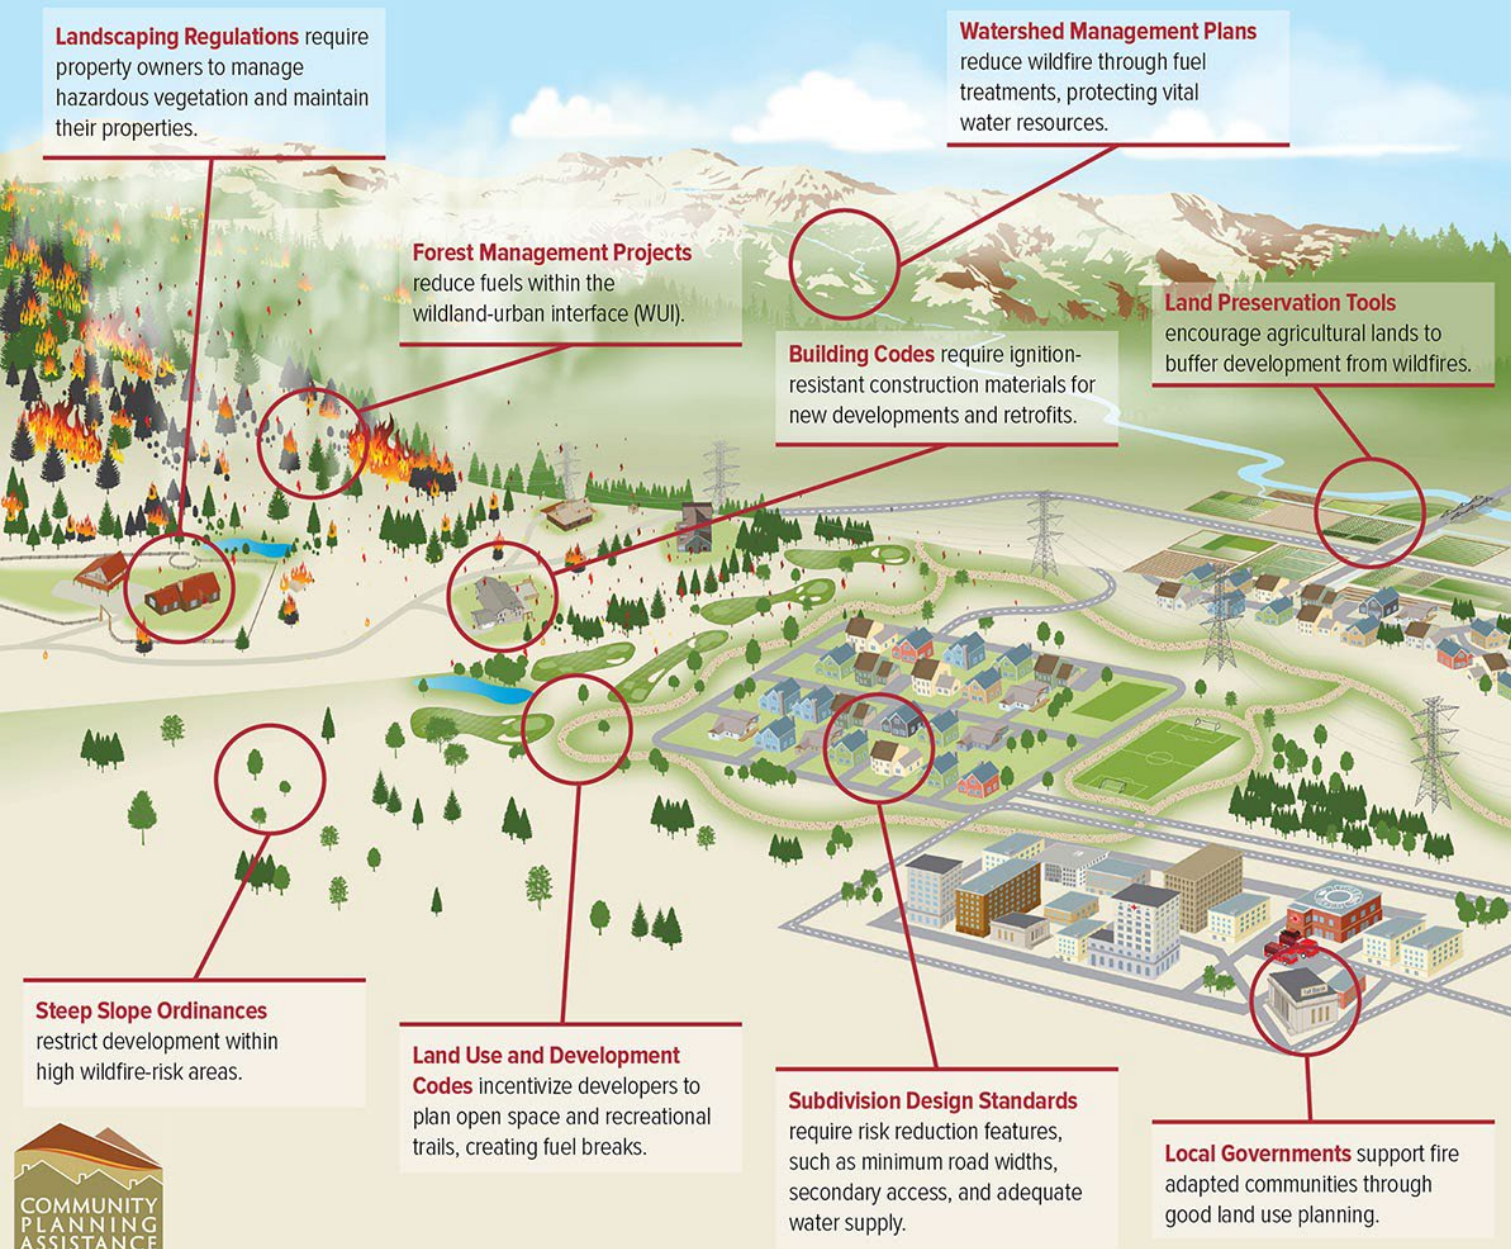 Landscaping Regulations require
property owners to manage
hazardous vegetation and maintain
their properties.
Watershed Management Plans
reduce wildfire through fuel
treatments, protecting vital
water resources.
Forest Management Projects
reduce fuels within the
wildland-urban interface (WUI).
Land Preservation Tools
encourage agricultural lands to
buffer development from wildfires.
Building Codes require ignition-
resistant construction materials for
new developments and retrofits.
Steep Slope Ordinances
restrict development within
high wildfire-risk areas.
Land Use and Development
Codes incentivize developers to
plan open space and recreational
trails, creating fuel breaks.
Subdivision Design Standards
require risk reduction features,
such as minimum road widths,
secondary access, and adequate
water supply.
Local Governments support fire
adapted communities through
good land use planning.
COMMUNITY
PLANNING
ASSISTANCE